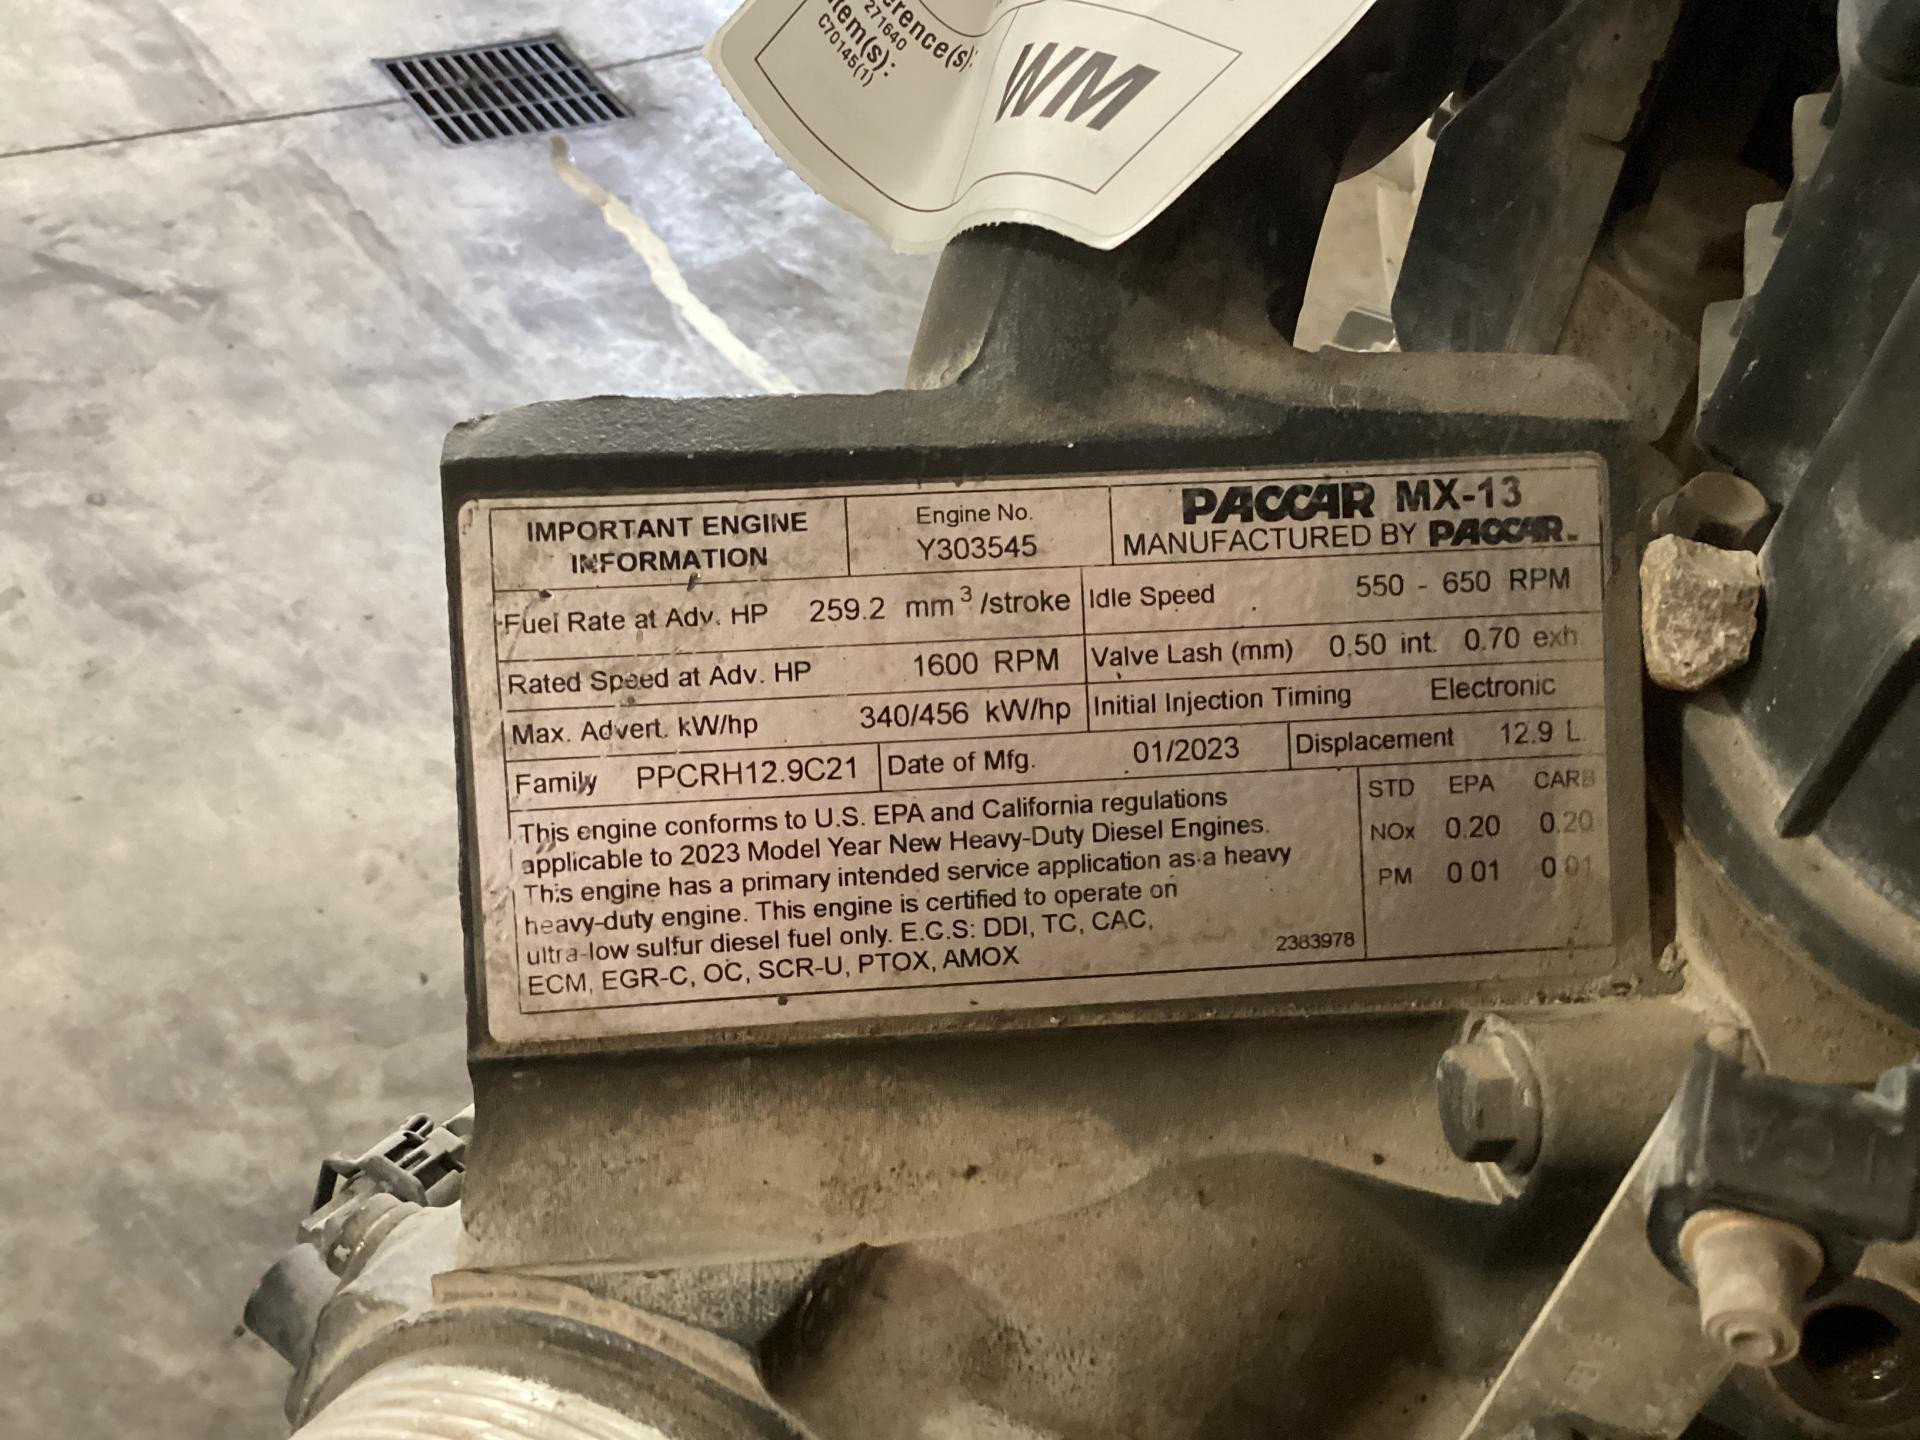 erence(s):
271640
Item(s):
C70145(1)
WM
IMPORTANT ENGINE
INFORMATION
Engine No.
Y303545
PACCAR MX-13
MANUFACTURED BY PACCAR
Fuel Rate at Adv. HP 259.2 mm³/stroke
Idle Speed 550 - 650 RPM
Rated Speed at Adv. HP 1600 RPM
Valve Lash (mm) 0.50 int. 0.70 exh.
Max. Advert. kW/hp 340/456 kW/hp
Initial Injection Timing Electronic
Family PPCRH12.9C21
Date of Mfg. 01/2023
Displacement 12.9 L
This engine conforms to U.S. EPA and California regulations
applicable to 2023 Model Year New Heavy-Duty Diesel Engines.
This engine has a primary intended service application as a heavy
heavy-duty engine. This engine is certified to operate on
ultra-low sulfur diesel fuel only. E.C.S: DDI, TC, CAC,
ECM, EGR-C, OC, SCR-U, PTOX, AMOX
2383978
STD EPA CARB
NOx 0.20 0.20
PM 0.01 0.01